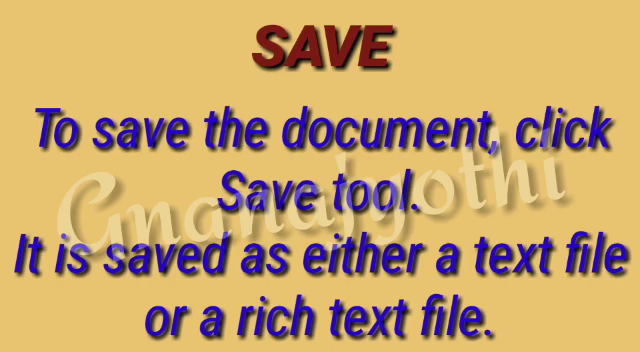 SAVE
To save the document, click
Save tool.
Gnanajyothi
It is saved as either a text file
or a rich text file.